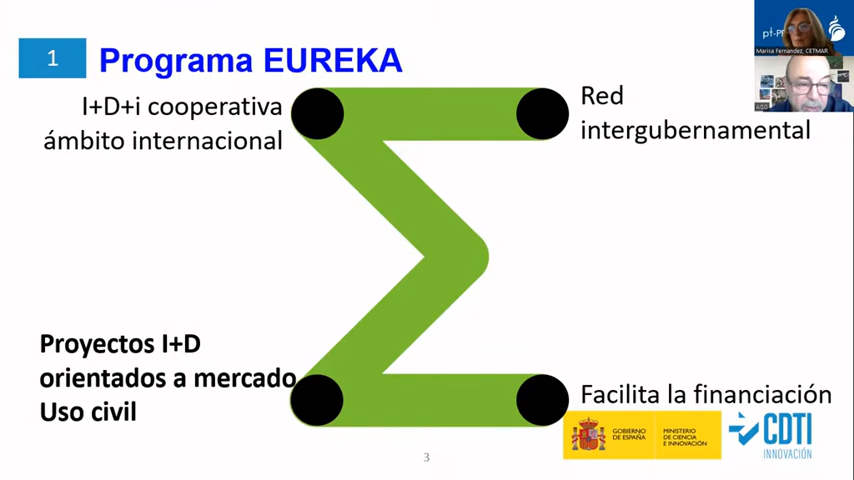 1
Programa EUREKA
I+D+i cooperativa
ámbito internacional
Red
intergubernamental
Proyectos I+D
orientados a mercado
Uso civil
Facilita la financiación
GOBIERNO
DE ESPAÑA
MINISTERIO
DE CIENCIA
E INNOVACIÓN
CDTI
INNOVACIÓN
3
Marisa Fernandez, CETMAR